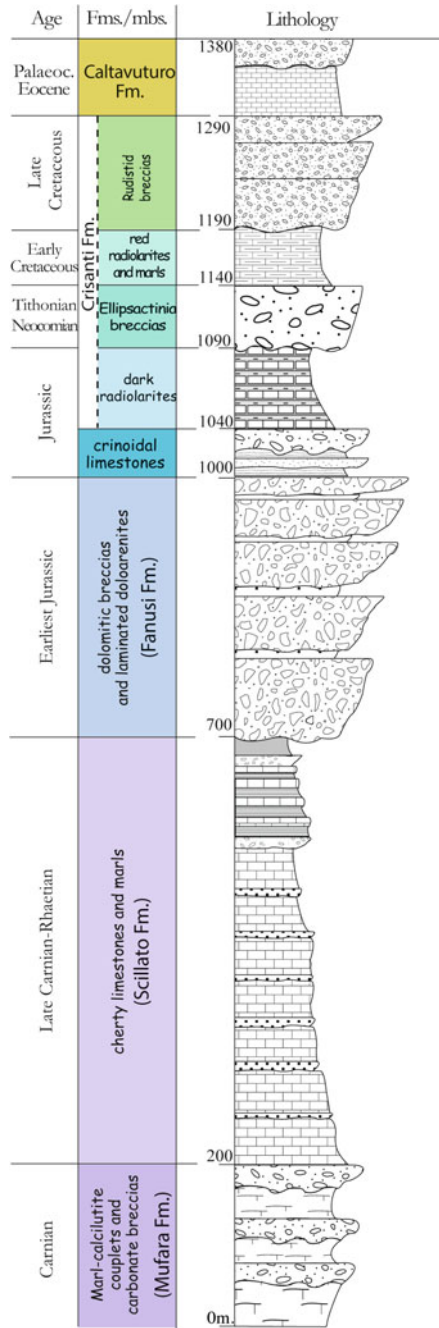 Age Fms./mbs. Lithology
1380
Palaeoc.
Eocene
Caltavuturo
Fm.
1290
Late
Cretaceous
Crisanti Fm.
Rudistid
breccias
1190
Early
Cretaceous
red
radiolarites
and marls
1140
Tithonian
Neocomian
Ellipsactinia
breccias
1090
Jurassic
dark
radiolarites
1040
crinoidal
limestones
1000
Earliest Jurassic
dolomitic breccias
and laminated doloarenites
(Fanusi Fm.)
700
Late Carnian-Rhaetian
cherty limestones and marls
(Scillato Fm.)
200
Carnian
Marl-calcilutite
couplets and
carbonate breccias
(Mufara Fm.)
0m.